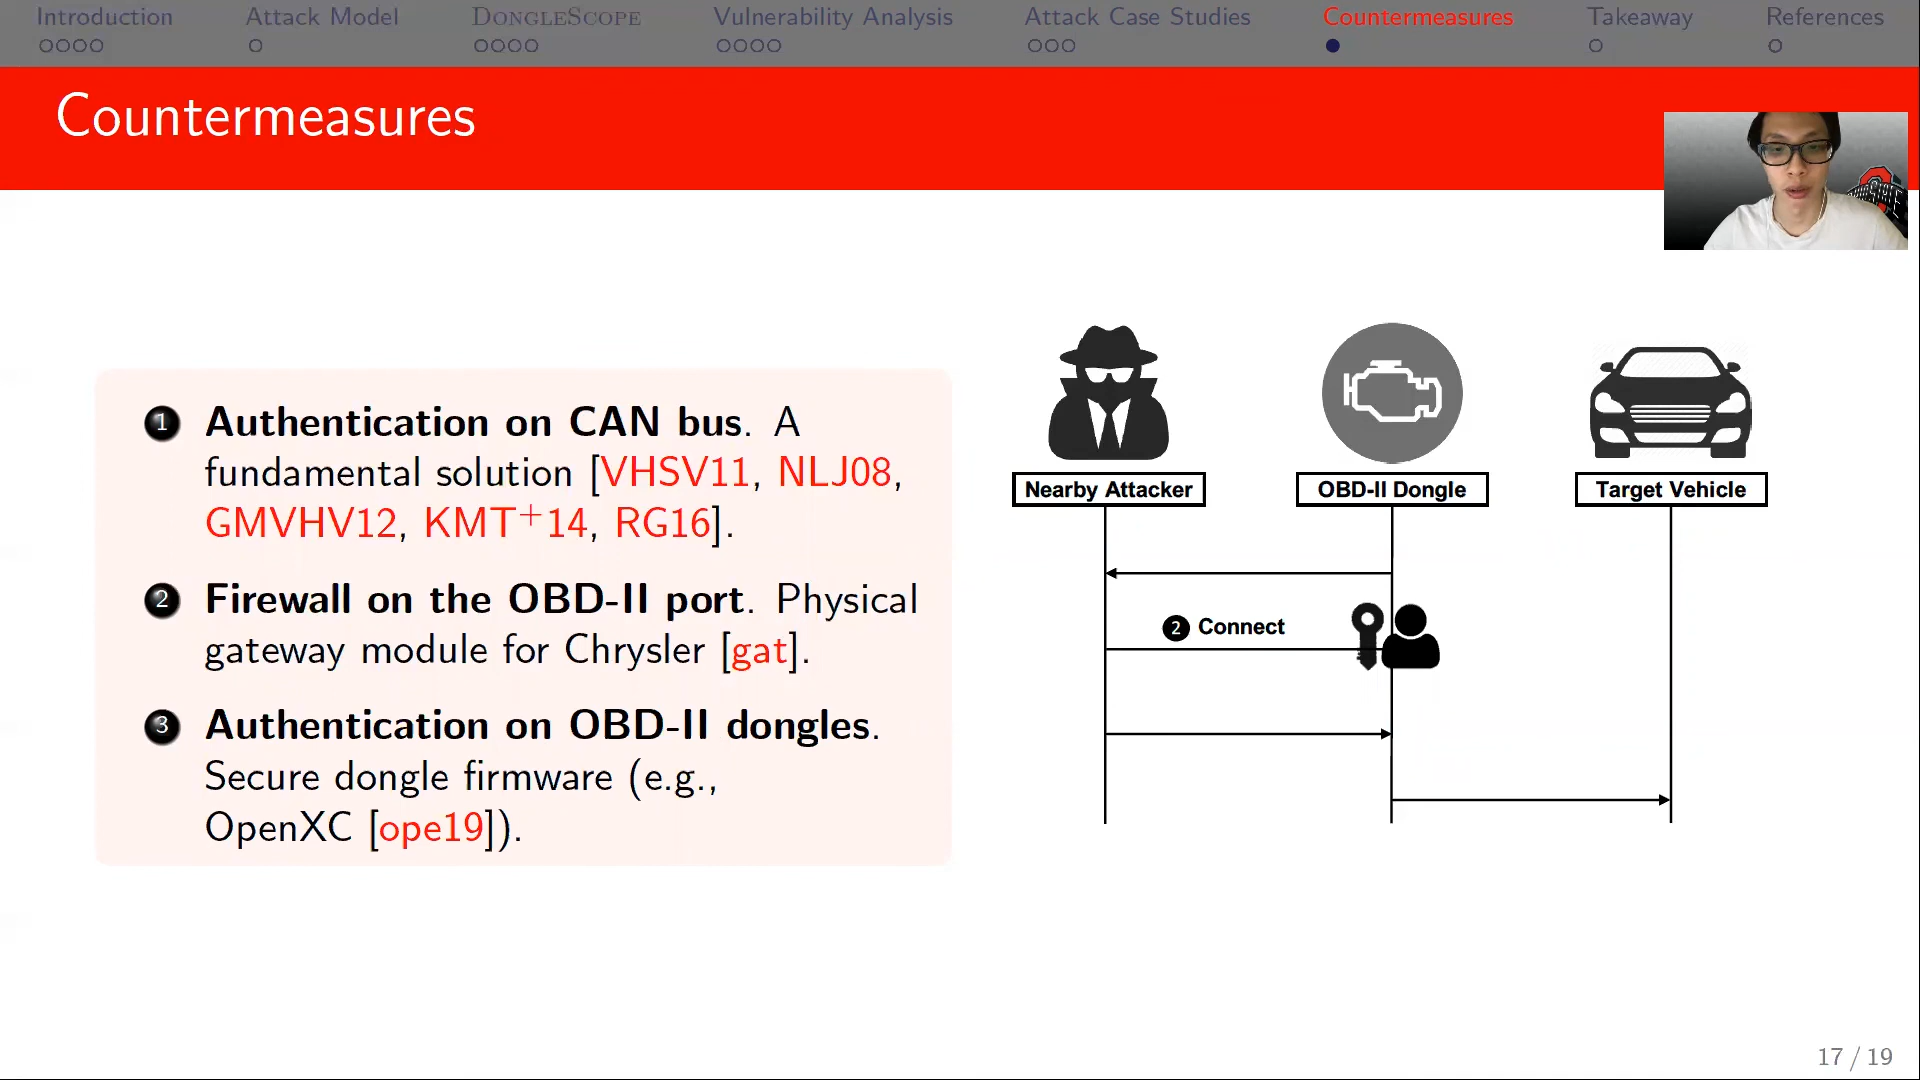 Introduction
Attack Model
DongleScope
Vulnerability Analysis
Attack Case Studies
Countermeasures
Takeaway
References
Countermeasures
1 Authentication on CAN bus. A
fundamental solution [VHSV11, NLJ08,
GMVHV12, KMT+14, RG16].
2 Firewall on the OBD-II port. Physical
gateway module for Chrysler [gat].
3 Authentication on OBD-II dongles.
Secure dongle firmware (e.g.,
OpenXC [ope19]).
Nearby Attacker
OBD-II Dongle
Target Vehicle
2 Connect
17 / 19